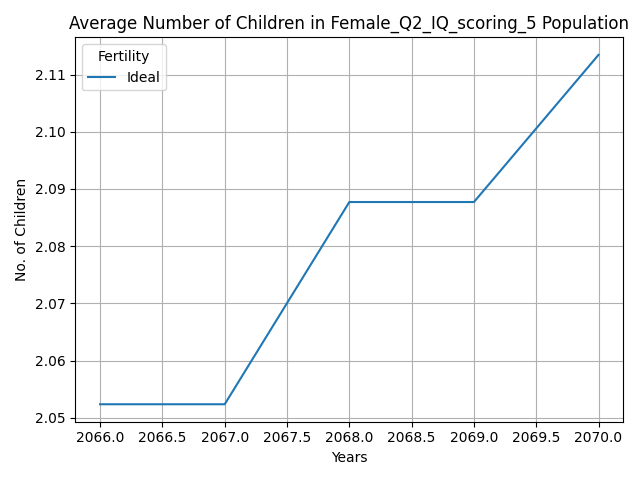 Average Number of Children in Female_Q2_IQ_scoring_5 Population
Fertility
Ideal
No. of Children
2.11
2.10
2.09
2.08
2.07
2.06
2.05
2066.0 2066.5 2067.0 2067.5 2068.0 2068.5 2069.0 2069.5 2070.0
Years